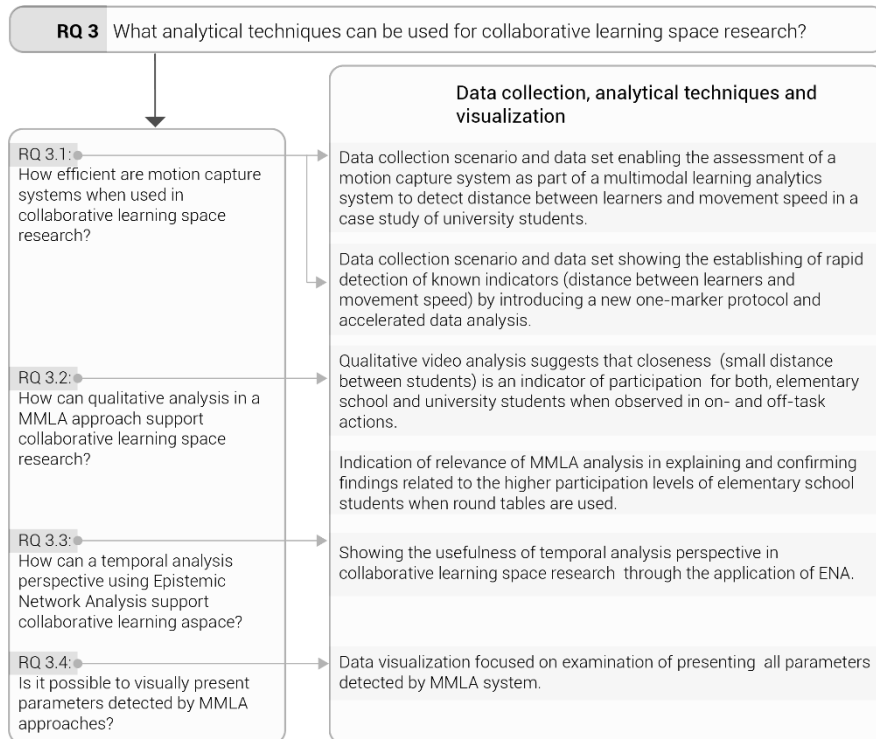 RQ 3 What analytical techniques can be used for collaborative learning space research?
Data collection, analytical techniques and
visualization
RQ 3.1:
How efficient are motion capture
systems when used in
collaborative learning space
research?
Data collection scenario and data set enabling the assessment of a
motion capture system as part of a multimodal learning analytics
system to detect distance between learners and movement speed in a
case study of university students.
Data collection scenario and data set showing the establishing of rapid
detection of known indicators (distance between learners and
movement speed) by introducing a new one-marker protocol and
accelerated data analysis.
RQ 3.2:
How can qualitative analysis in a
MMLA approach support
collaborative learning space
research?
Qualitative video analysis suggests that closeness (small distance
between students) is an indicator of participation for both, elementary
school and university students when observed in on- and off-task
actions.
Indication of relevance of MMLA analysis in explaining and confirming
findings related to the higher participation levels of elementary school
students when round tables are used.
RQ 3.3:
How can a temporal analysis
perspective using Epistemic
Network Analysis support
collaborative learning aspace?
Showing the usefulness of temporal analysis perspective in
collaborative learning space research through the application of ENA.
RQ 3.4:
Is it possible to visually present
parameters detected by MMLA
approaches?
Data visualization focused on examination of presenting all parameters
detected by MMLA system.